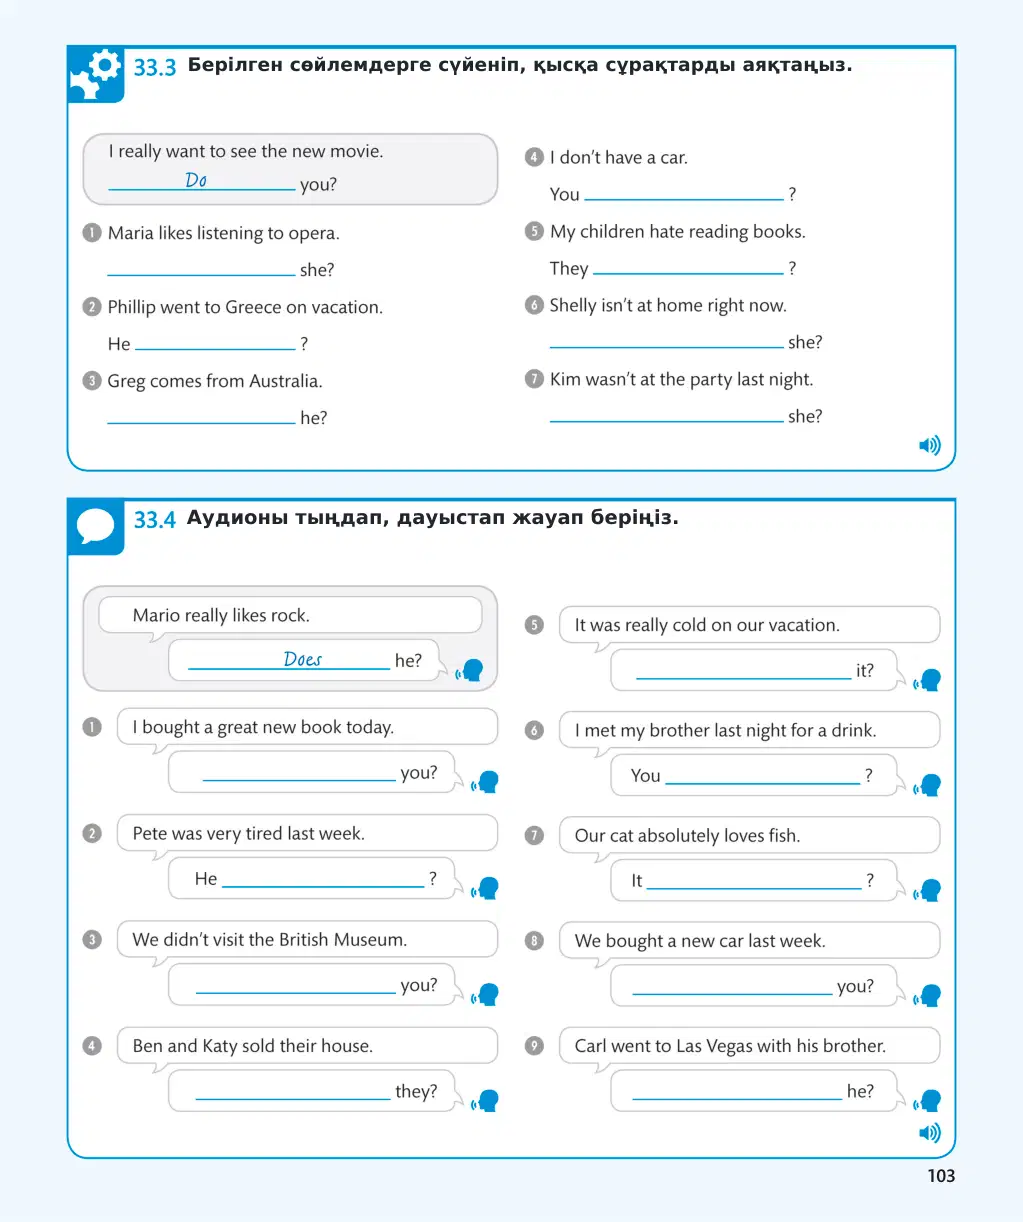 33.3 Берілген сөйлемдерге сүйеніп, қысқа сұрақтарды аяқтаңыз.
I really want to see the new movie.
Do you?
1 Maria likes listening to opera.
she?
2 Phillip went to Greece on vacation.
He ?
3 Greg comes from Australia.
he?
4 I don’t have a car.
You ?
5 My children hate reading books.
They ?
6 Shelly isn’t at home right now.
she?
7 Kim wasn’t at the party last night.
she?
33.4 Аудионы тыңдап, дауыстап жауап беріңіз.
Mario really likes rock.
Does he?
1 I bought a great new book today.
you?
2 Pete was very tired last week.
He ?
3 We didn’t visit the British Museum.
you?
4 Ben and Katy sold their house.
they?
5 It was really cold on our vacation.
it?
6 I met my brother last night for a drink.
You ?
7 Our cat absolutely loves fish.
It ?
8 We bought a new car last week.
you?
9 Carl went to Las Vegas with his brother.
he?
103